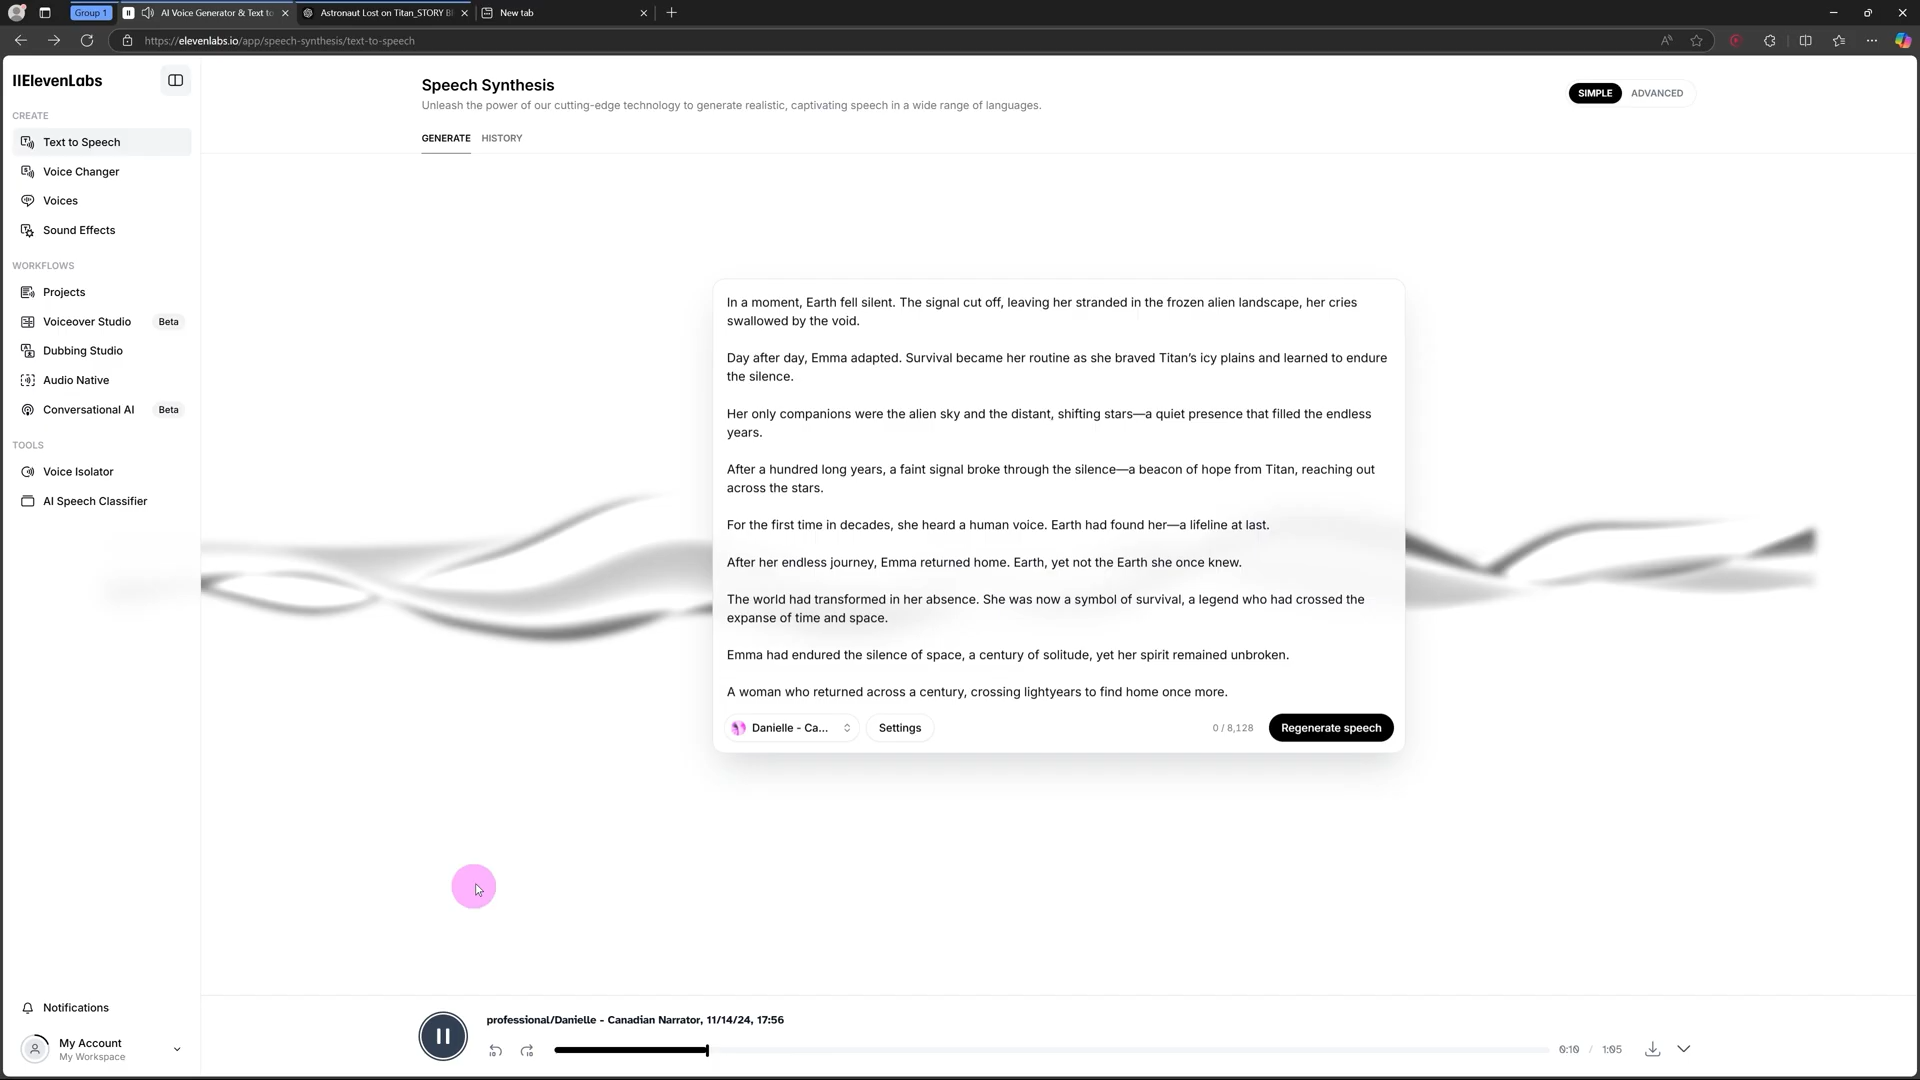 Group 1
AI Voice Generator & Text to
Astronaut Lost on Titan_STORY B
New tab
https://elevenlabs.io/app/speech-synthesis/text-to-speech
IIElevenLabs
CREATE
Text to Speech
Voice Changer
Voices
Sound Effects
WORKFLOWS
Projects
Voiceover Studio Beta
Dubbing Studio
Audio Native
Conversational AI Beta
TOOLS
Voice Isolator
AI Speech Classifier
Notifications
My Account
My Workspace
Speech Synthesis
Unleash the power of our cutting-edge technology to generate realistic, captivating speech in a wide range of languages.
SIMPLE ADVANCED
GENERATE HISTORY
In a moment, Earth fell silent. The signal cut off, leaving her stranded in the frozen alien landscape, her cries
swallowed by the void.
Day after day, Emma adapted. Survival became her routine as she braved Titan's icy plains and learned to endure
the silence.
Her only companions were the alien sky and the distant, shifting stars—a quiet presence that filled the endless
years.
After a hundred long years, a faint signal broke through the silence—a beacon of hope from Titan, reaching out
across the stars.
For the first time in decades, she heard a human voice. Earth had found her—a lifeline at last.
After her endless journey, Emma returned home. Earth, yet not the Earth she once knew.
The world had transformed in her absence. She was now a symbol of survival, a legend who had crossed the
expanse of time and space.
Emma had endured the silence of space, a century of solitude, yet her spirit remained unbroken.
A woman who returned across a century, crossing lightyears to find home once more.
Danielle - Ca... Settings 0 / 8,128 Regenerate speech
professional/Danielle - Canadian Narrator, 11/14/24, 17:56
10 10 0:10 / 1:05